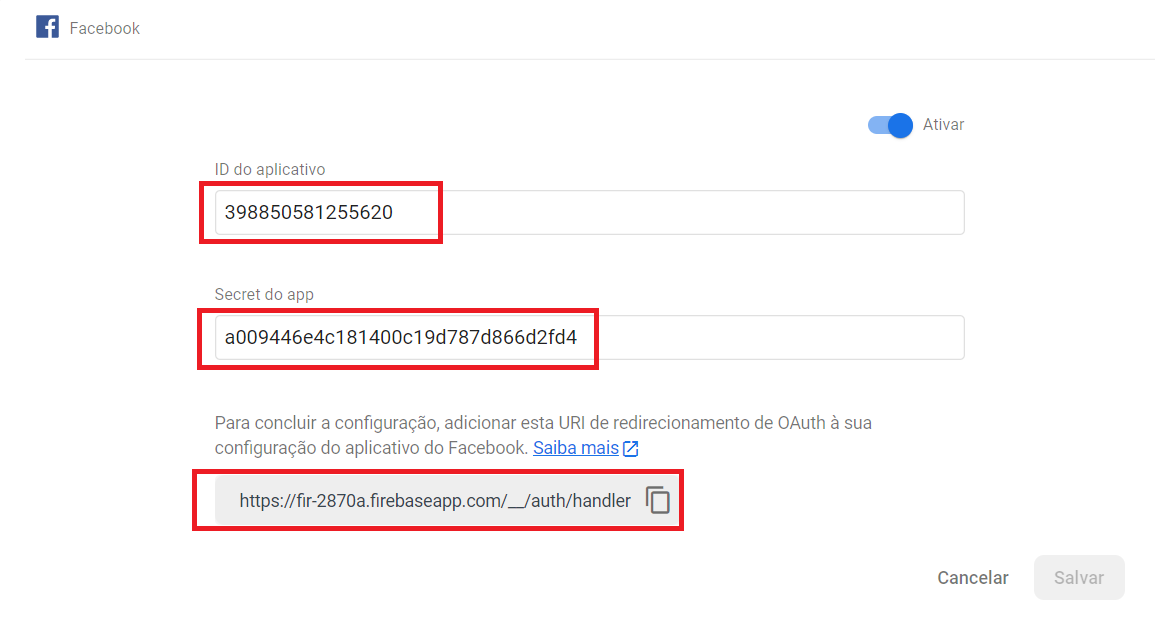 Facebook
Ativar
ID do aplicativo
398850581255620
Secret do app
a009446e4c181400c19d787d866d2fd4
Para concluir a configuração, adicionar esta URI de redirecionamento de OAuth à sua
configuração do aplicativo do Facebook. Saiba mais
https://fir-2870a.firebaseapp.com/__/auth/handler
Cancelar
Salvar